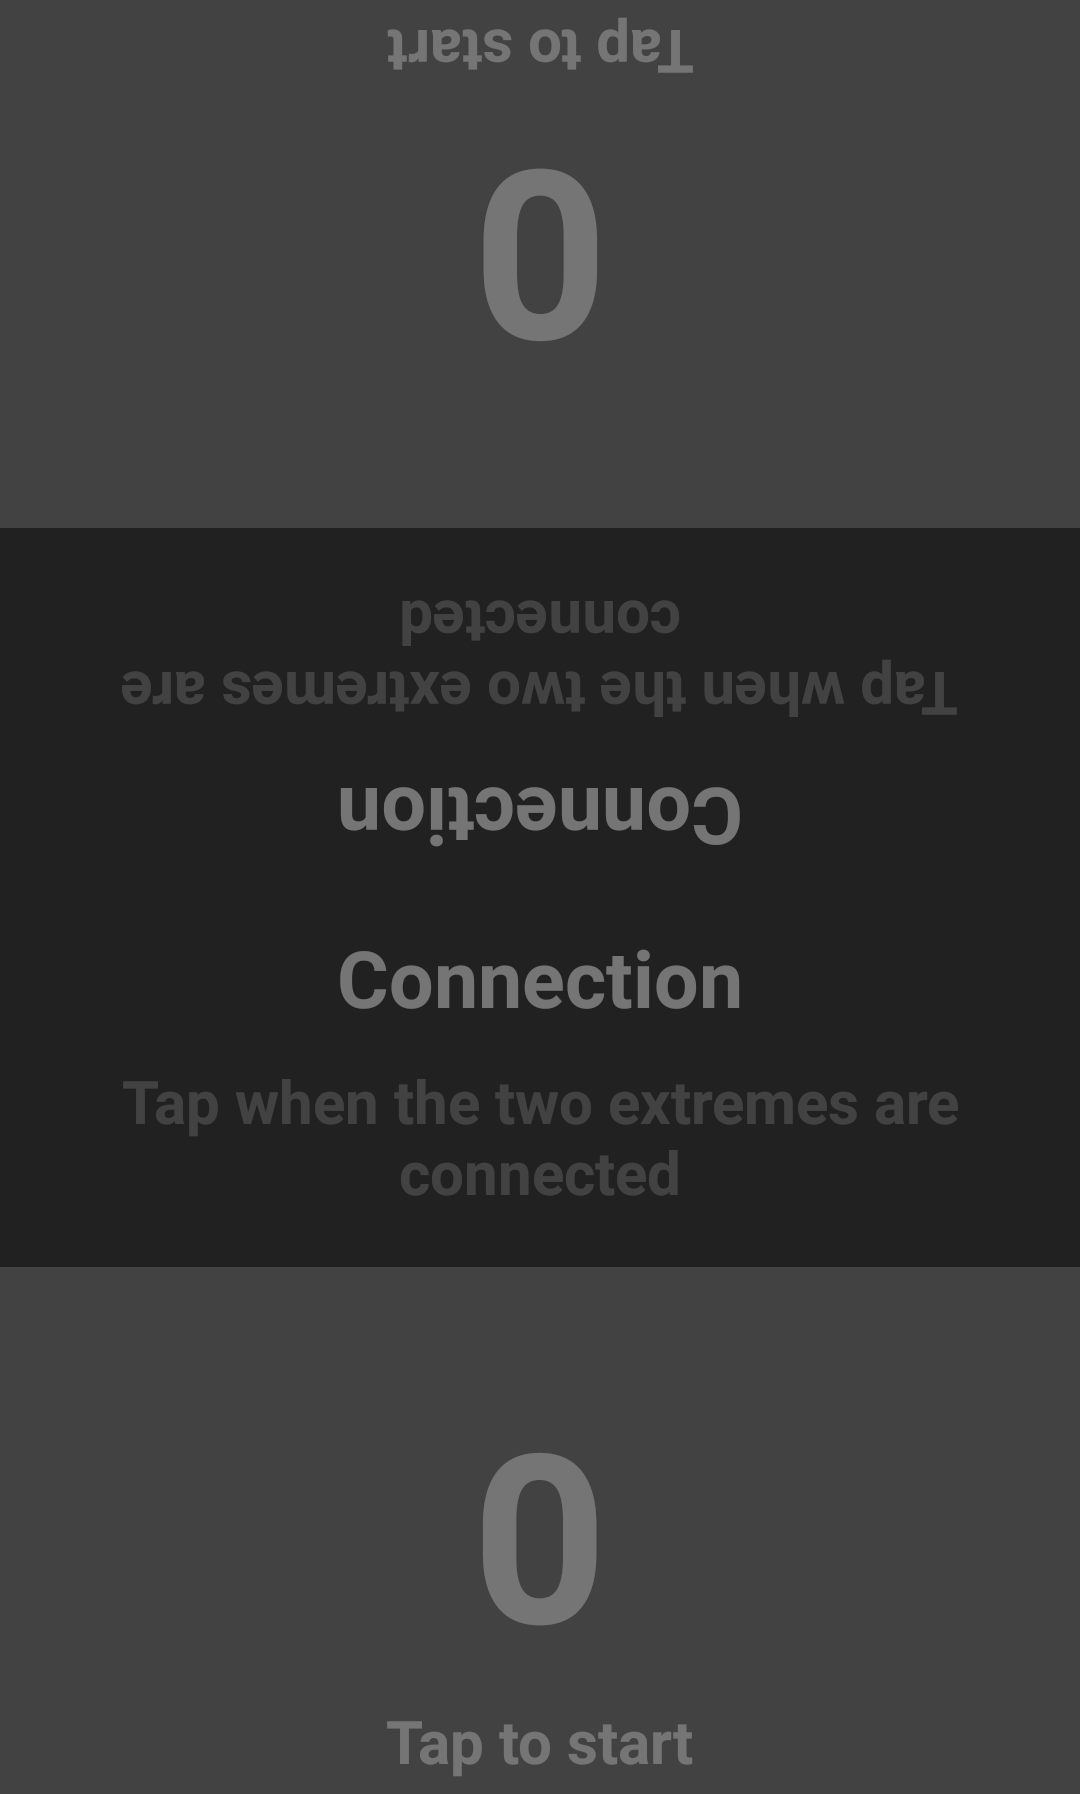 Tap to start
0
Tap when the two extremes are
connected
Connection
Connection
Tap when the two extremes are
connected
0
Tap to start